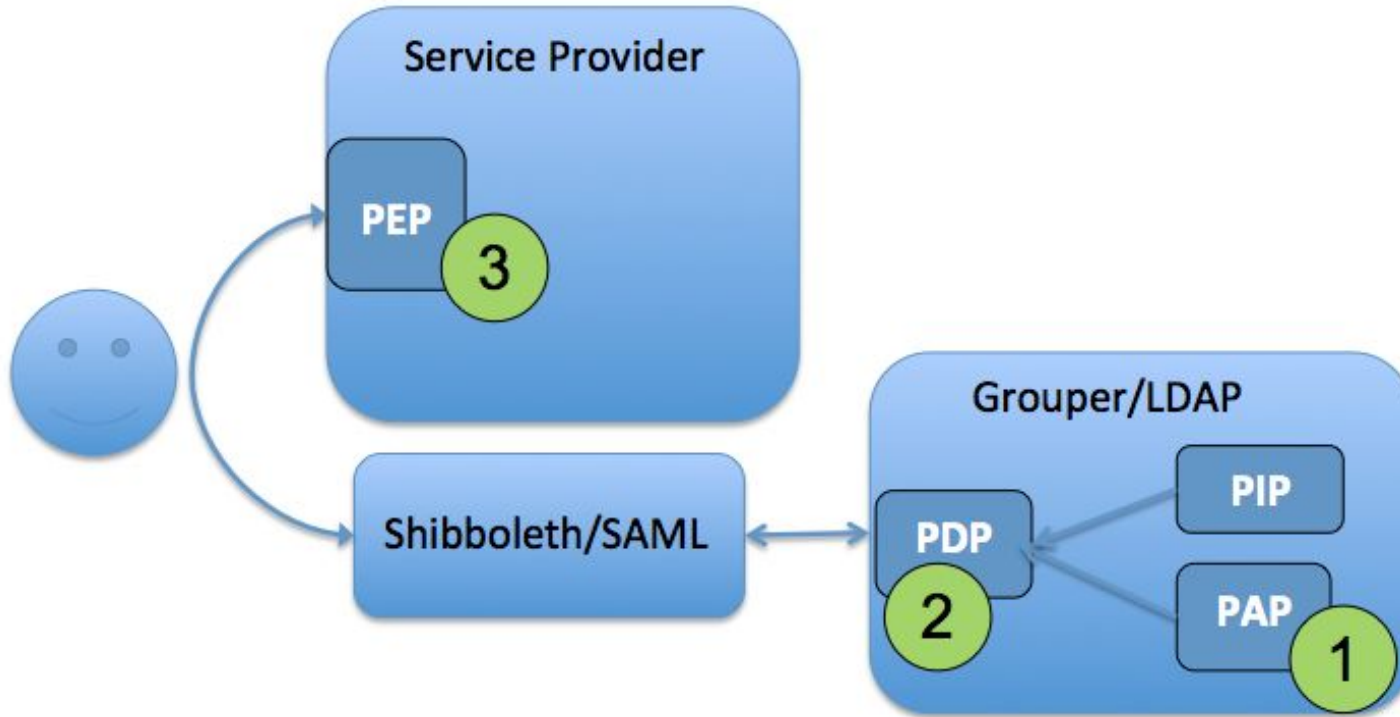 Service Provider
PEP
3
Grouper/LDAP
PIP
Shibboleth/SAML
PDP
2
PAP
1